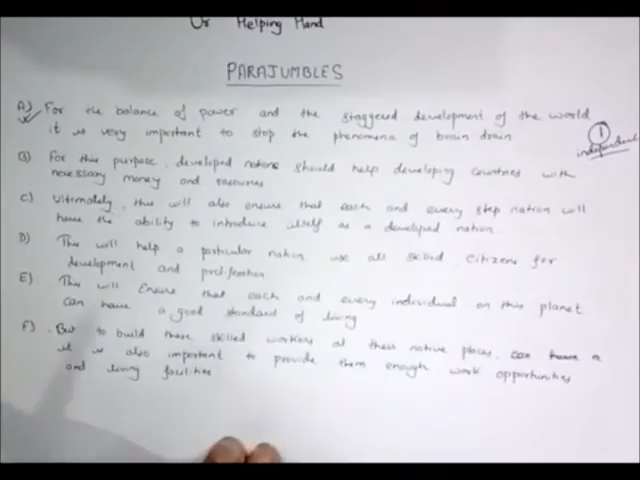 Ur Helping Hand
PARAJUMBLES
A) For the balance of power and the staggered development of the world
it is very important to stop the phenomena of brain drain.
1
independent
B) For this purpose, developed nations should help developing countries with
necessary money and resources
C) Ultimately, this will also ensure that each and every step nation will
have the ability to introduce itself as a developed nation.
D) This will help a particular nation use all skilled citizens for
development and proliferation
E) This will Ensure that each and every individual on this planet
can have a good standard of living
F) But to build these skilled workers at their native places, can have a
it is also important to provide them enough work opportunities
and living facilities